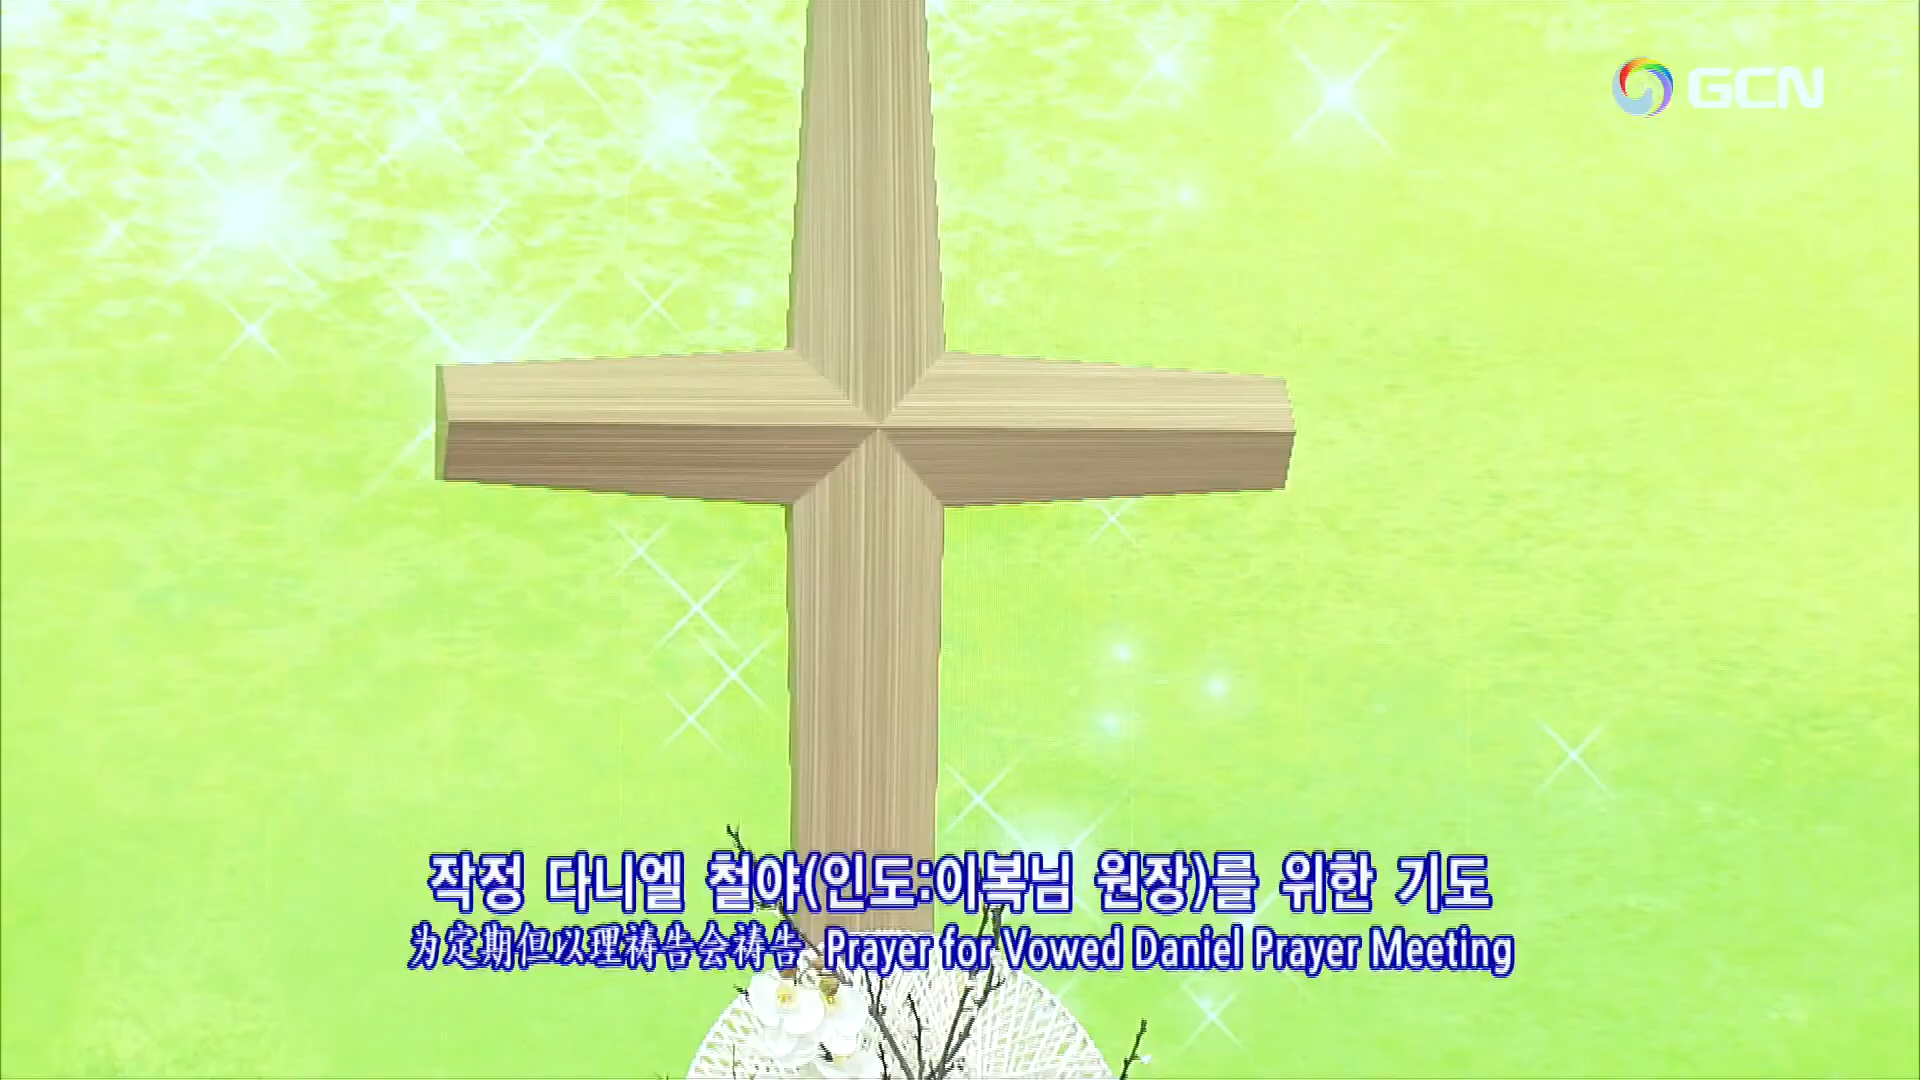 GCN
작정 다니엘 철야(인도:이복님 원장)를 위한 기도
为定期但以理祷告会祷告 Prayer for Vowed Daniel Prayer Meeting